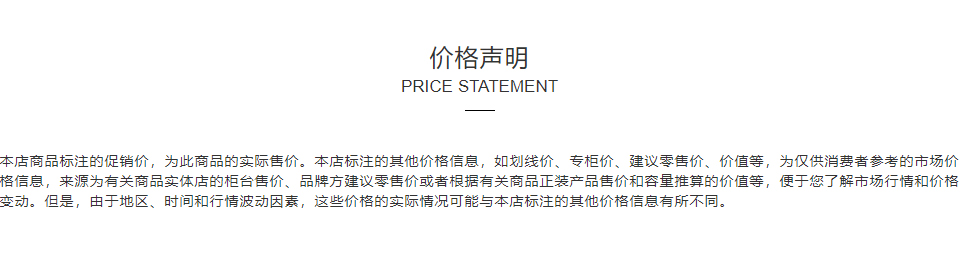 价格声明
PRICE STATEMENT
本店商品标注的促销价，为此商品的实际售价。本店标注的其他价格信息，如划线价、专柜价、建议零售价、价值等，为仅供消费者参考的市场价
格信息，来源为有关商品实体店的柜台售价、品牌方建议零售价或者根据有关商品正装产品售价和容量推算的价值等，便于您了解市场行情和价格
变动。但是，由于地区、时间和行情波动因素，这些价格的实际情况可能与本店标注的其他价格信息有所不同。